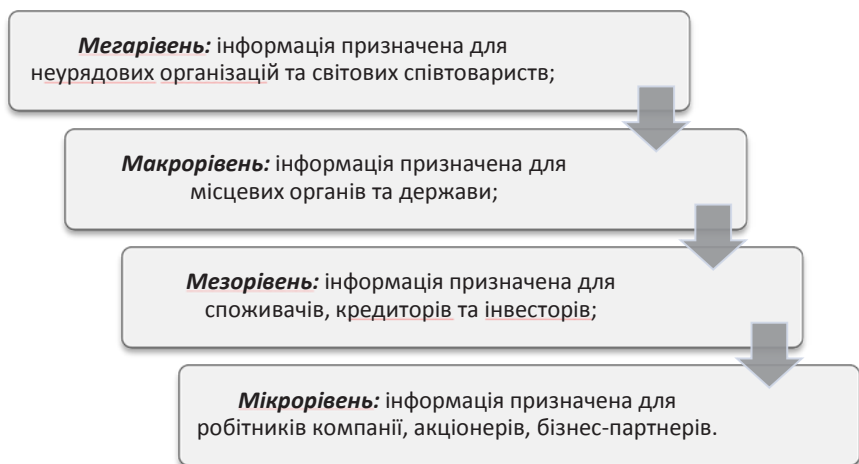 Мегарівень: інформація призначена для
неурядових організацій та світових співтовариств;
Макрорівень: інформація призначена для
місцевих органів та держави;
Мезорівень: інформація призначена для
споживачів, кредиторів та інвесторів;
Мікрорівень: інформація призначена для
робітників компанії, акціонерів, бізнес-партнерів.